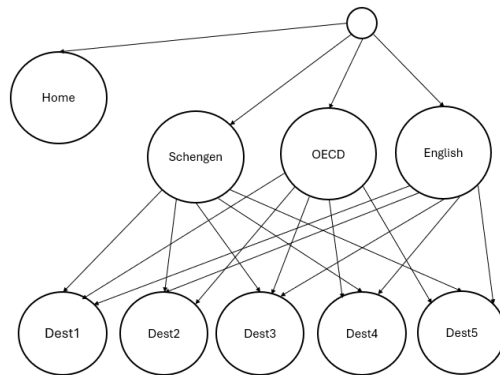 Home
Schengen
OECD
English
Dest1
Dest2
Dest3
Dest4
Dest5